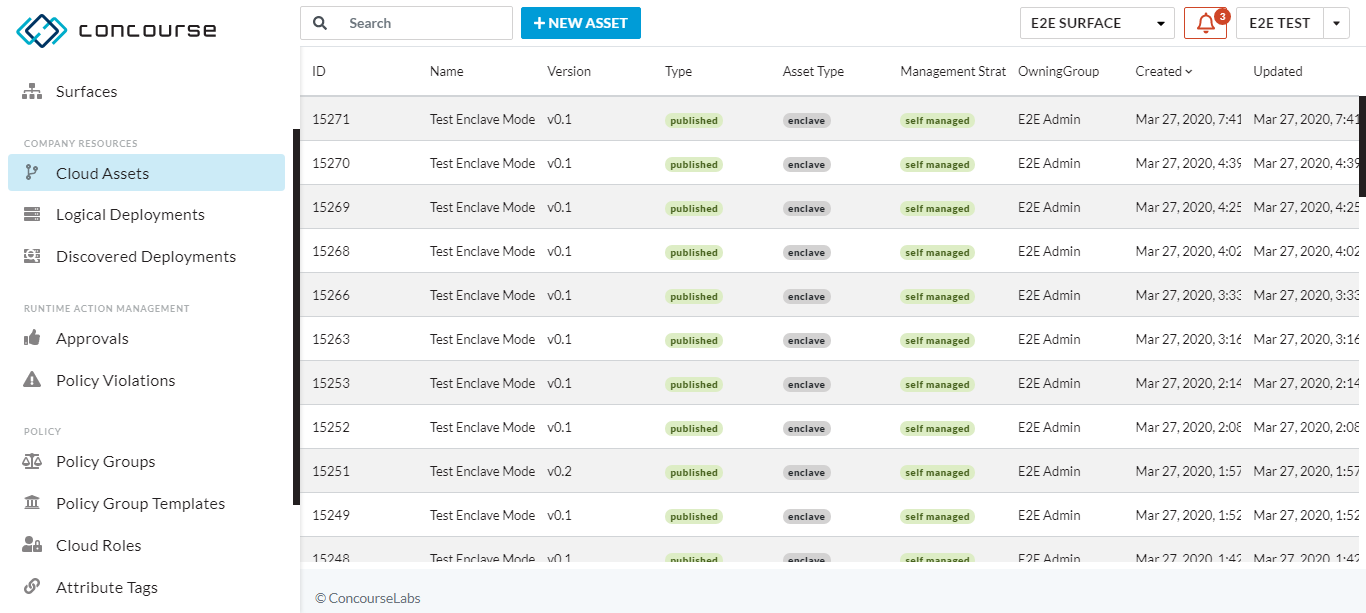 concourse
Search
+ NEW ASSET
E2E SURFACE
3
E2E TEST
Surfaces
COMPANY RESOURCES
Cloud Assets
Logical Deployments
Discovered Deployments
RUNTIME ACTION MANAGEMENT
Approvals
Policy Violations
POLICY
Policy Groups
Policy Group Templates
Cloud Roles
Attribute Tags
ID Name Version Type Asset Type Management Strat OwningGroup Created Updated
15271 Test Enclave Mode v0.1 published enclave self managed E2E Admin Mar 27, 2020, 7:41 Mar 27, 2020, 7:41
15270 Test Enclave Mode v0.1 published enclave self managed E2E Admin Mar 27, 2020, 4:39 Mar 27, 2020, 4:39
15269 Test Enclave Mode v0.1 published enclave self managed E2E Admin Mar 27, 2020, 4:25 Mar 27, 2020, 4:25
15268 Test Enclave Mode v0.1 published enclave self managed E2E Admin Mar 27, 2020, 4:02 Mar 27, 2020, 4:02
15266 Test Enclave Mode v0.1 published enclave self managed E2E Admin Mar 27, 2020, 3:33 Mar 27, 2020, 3:33
15263 Test Enclave Mode v0.1 published enclave self managed E2E Admin Mar 27, 2020, 3:16 Mar 27, 2020, 3:16
15253 Test Enclave Mode v0.1 published enclave self managed E2E Admin Mar 27, 2020, 2:14 Mar 27, 2020, 2:14
15252 Test Enclave Mode v0.1 published enclave self managed E2E Admin Mar 27, 2020, 2:08 Mar 27, 2020, 2:08
15251 Test Enclave Mode v0.2 published enclave self managed E2E Admin Mar 27, 2020, 1:57 Mar 27, 2020, 1:57
15249 Test Enclave Mode v0.1 published enclave self managed E2E Admin Mar 27, 2020, 1:52 Mar 27, 2020, 1:52
15248 Test Enclave Mode v0.1 published enclave self managed E2E Admin Mar 27, 2020, 1:42 Mar 27, 2020, 1:42
© ConcourseLabs